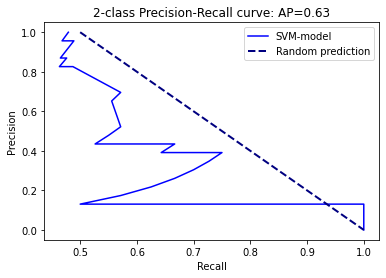 2-class Precision-Recall curve: AP=0.63
SVM-model
Random prediction
Precision
1.0
0.8
0.6
0.4
0.2
0.0
0.5
0.6
0.7
0.8
0.9
1.0
Recall